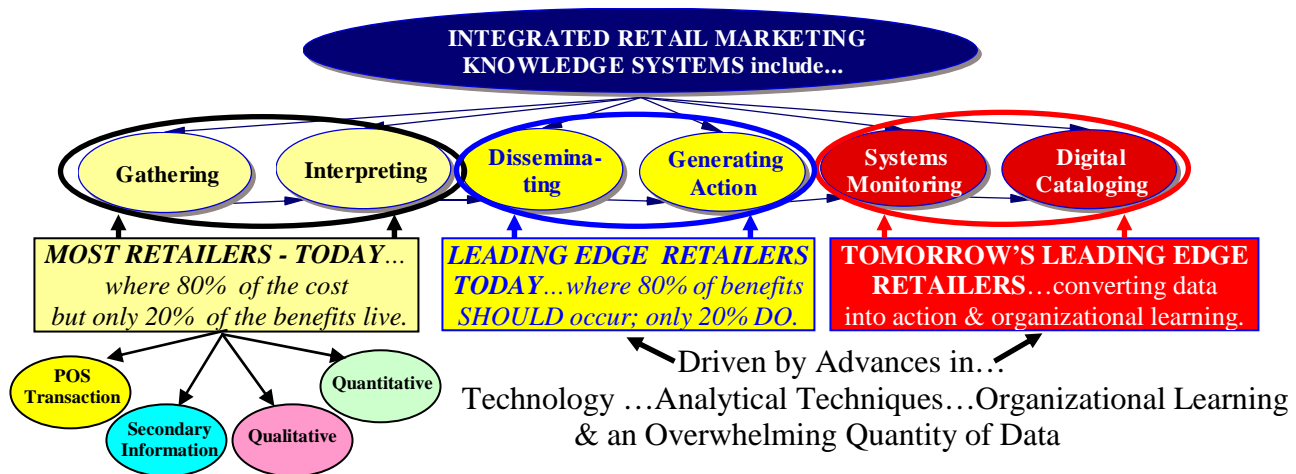 INTEGRATED RETAIL MARKETING
KNOWLEDGE SYSTEMS include...
Gathering
Interpreting
Dissemina-
ting
Generating
Action
Systems
Monitoring
Digital
Cataloging
MOST RETAILERS - TODAY…
where 80% of the cost
but only 20% of the benefits live.
LEADING EDGE RETAILERS
TODAY…where 80% of benefits
SHOULD occur; only 20% DO.
TOMORROW'S LEADING EDGE
RETAILERS…converting data
into action & organizational learning.
POS
Transaction
Secondary
Information
Qualitative
Quantitative
Driven by Advances in…
Technology …Analytical Techniques…Organizational Learning
& an Overwhelming Quantity of Data